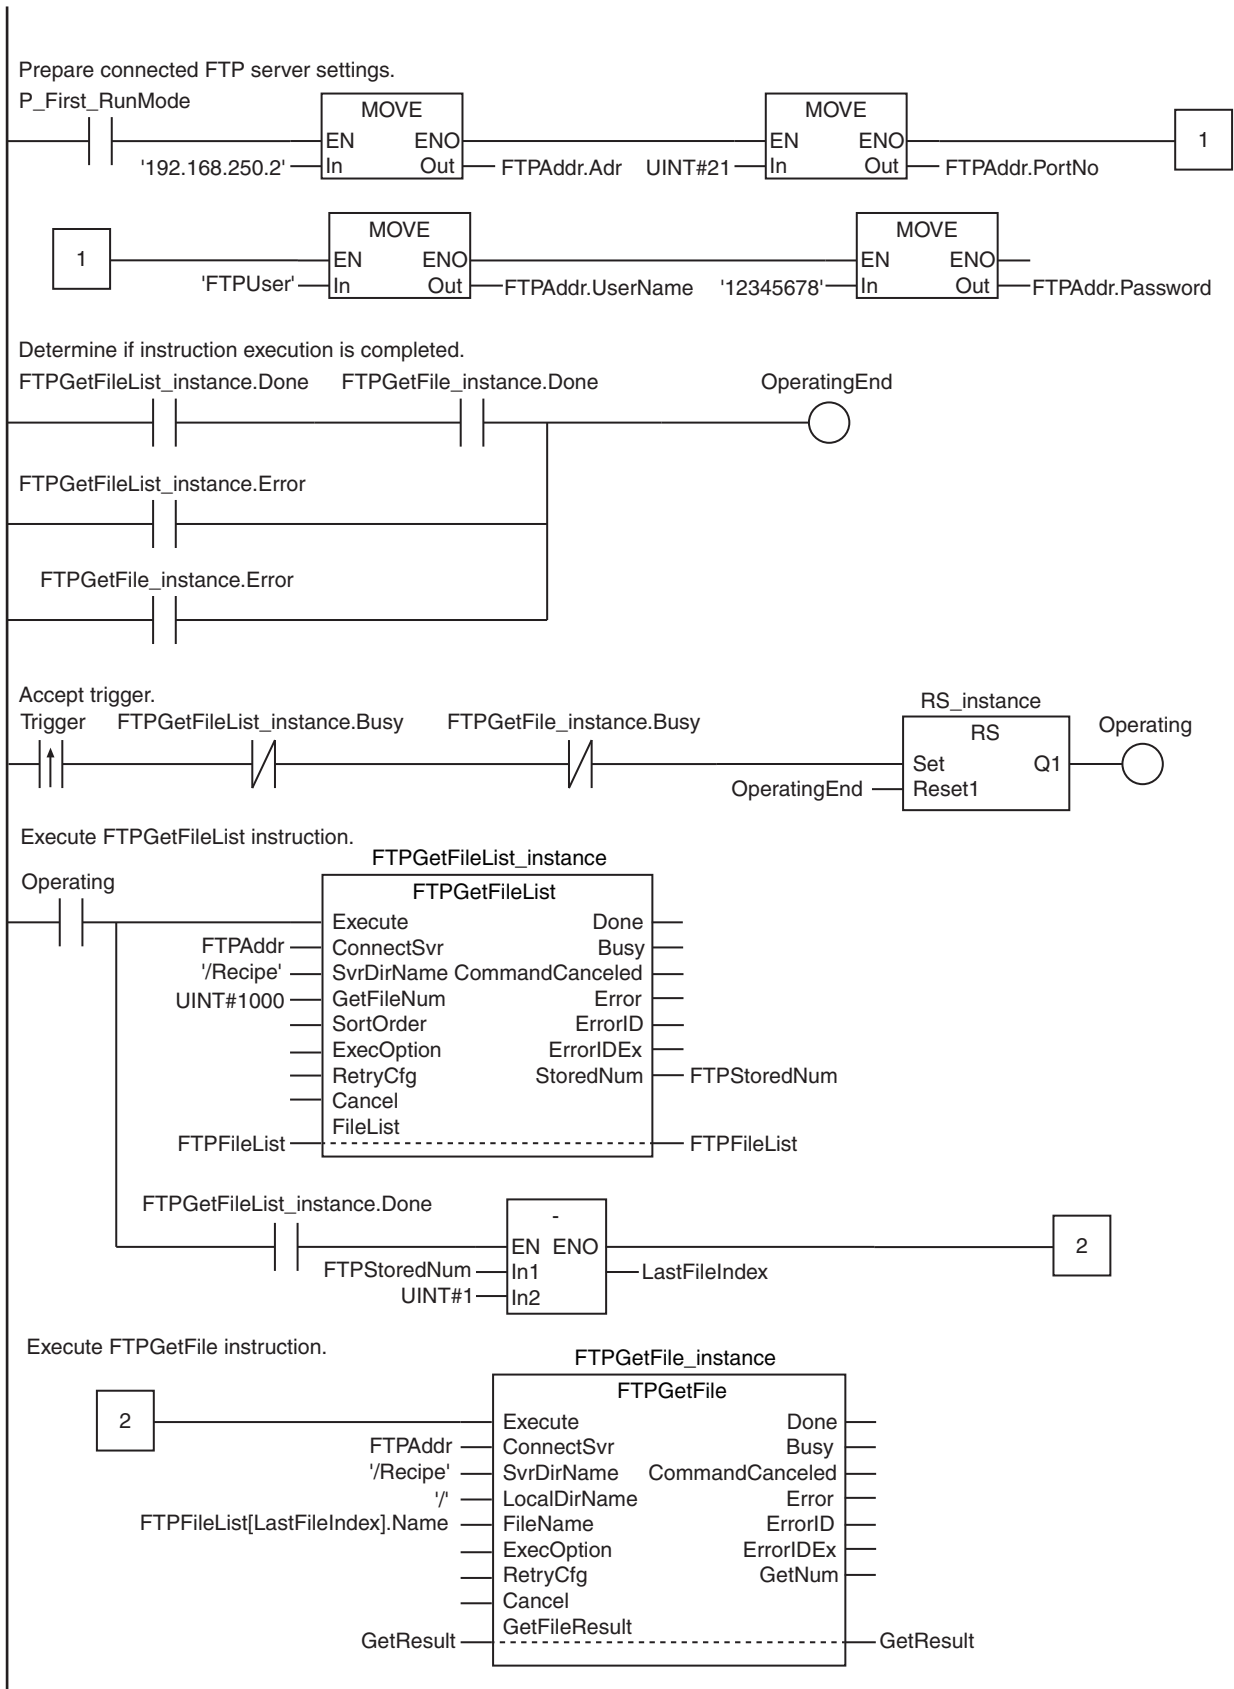 Prepare connected FTP server settings.
P_First_RunMode
MOVE MOVE
EN ENO EN ENO 1
'192.168.250.2' In Out FTPAddr.Adr UINT#21 In Out FTPAddr.PortNo
MOVE MOVE
1 EN ENO EN ENO
'FTPUser' In Out FTPAddr.UserName '12345678' In Out FTPAddr.Password
Determine if instruction execution is completed.
FTPGetFileList_instance.Done FTPGetFile_instance.Done OperatingEnd
FTPGetFileList_instance.Error
FTPGetFile_instance.Error
Accept trigger.
RS_instance
Trigger FTPGetFileList_instance.Busy FTPGetFile_instance.Busy RS Operating
Set Q1
OperatingEnd Reset1
Execute FTPGetFileList instruction.
FTPGetFileList_instance
Operating FTPGetFileList
Execute Done
FTPAddr ConnectSvr Busy
'/Recipe' SvrDirName CommandCanceled
UINT#1000 GetFileNum Error
SortOrder ErrorID
ExecOption ErrorIDEx
RetryCfg StoredNum FTPStoredNum
Cancel
FileList
FTPFileList FTPFileList
FTPGetFileList_instance.Done -
EN ENO 2
FTPStoredNum In1 LastFileIndex
UINT#1 In2
Execute FTPGetFile instruction.
FTPGetFile_instance
FTPGetFile
2 Execute Done
FTPAddr ConnectSvr Busy
'/Recipe' SvrDirName CommandCanceled
'/' LocalDirName Error
FTPFileList[LastFileIndex].Name FileName ErrorID
ExecOption ErrorIDEx
RetryCfg GetNum
Cancel
GetFileResult
GetResult GetResult